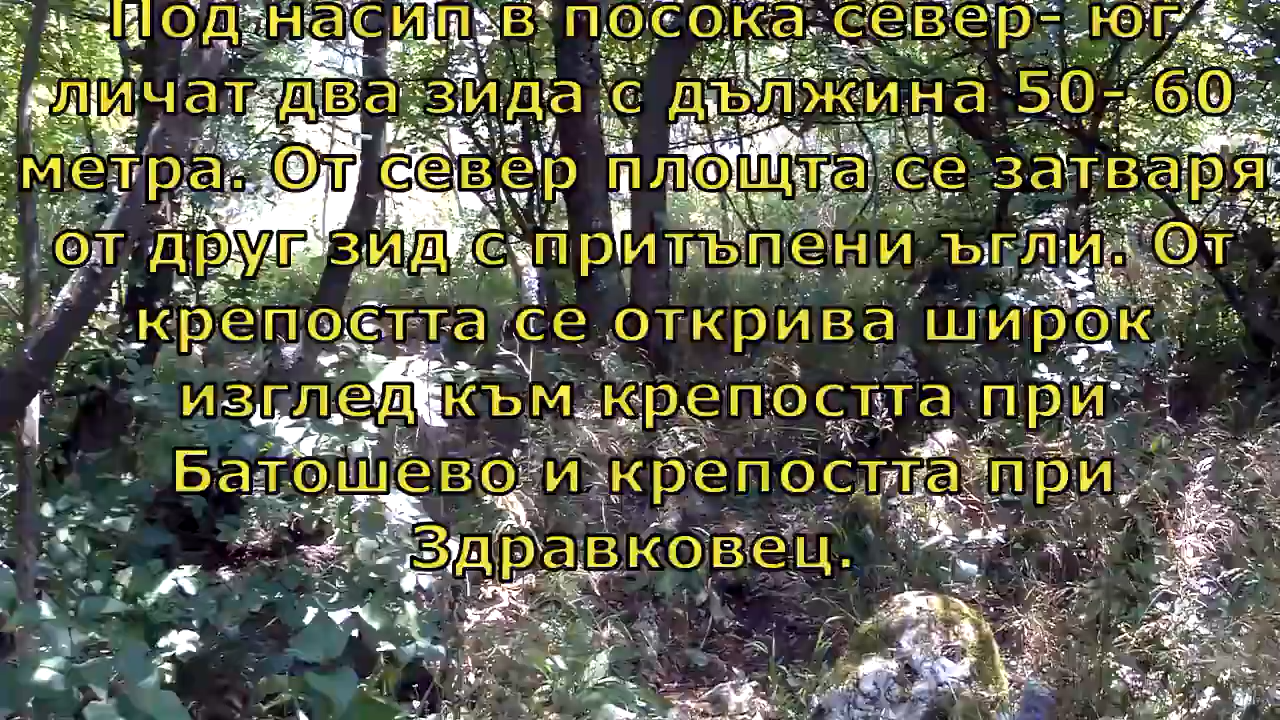 Под насип в посока север- юг
личат два зида с дължина 50- 60
метра. От север площта се затваря
от друг зид с притъпени ъгли. От
крепостта се открива широк
изглед към крепостта при
Батошево и крепостта при
Здравковец.